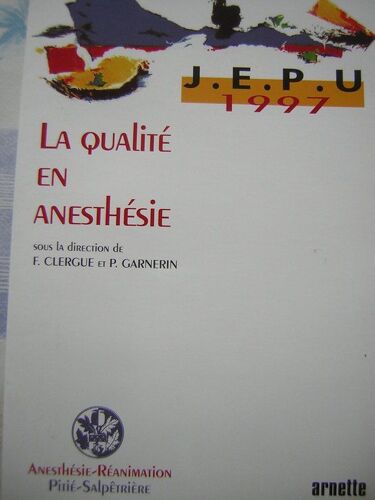 J.E.P.U
1997
LA QUALITÉ
EN
ANESTHÉSIE
SOUS LA DIRECTION DE
F. CLERGUE ET P. GARNERIN
ANESTHÉSIE-RÉANIMATION
PITIÉ-SALPÊTRIÈRE
arnette